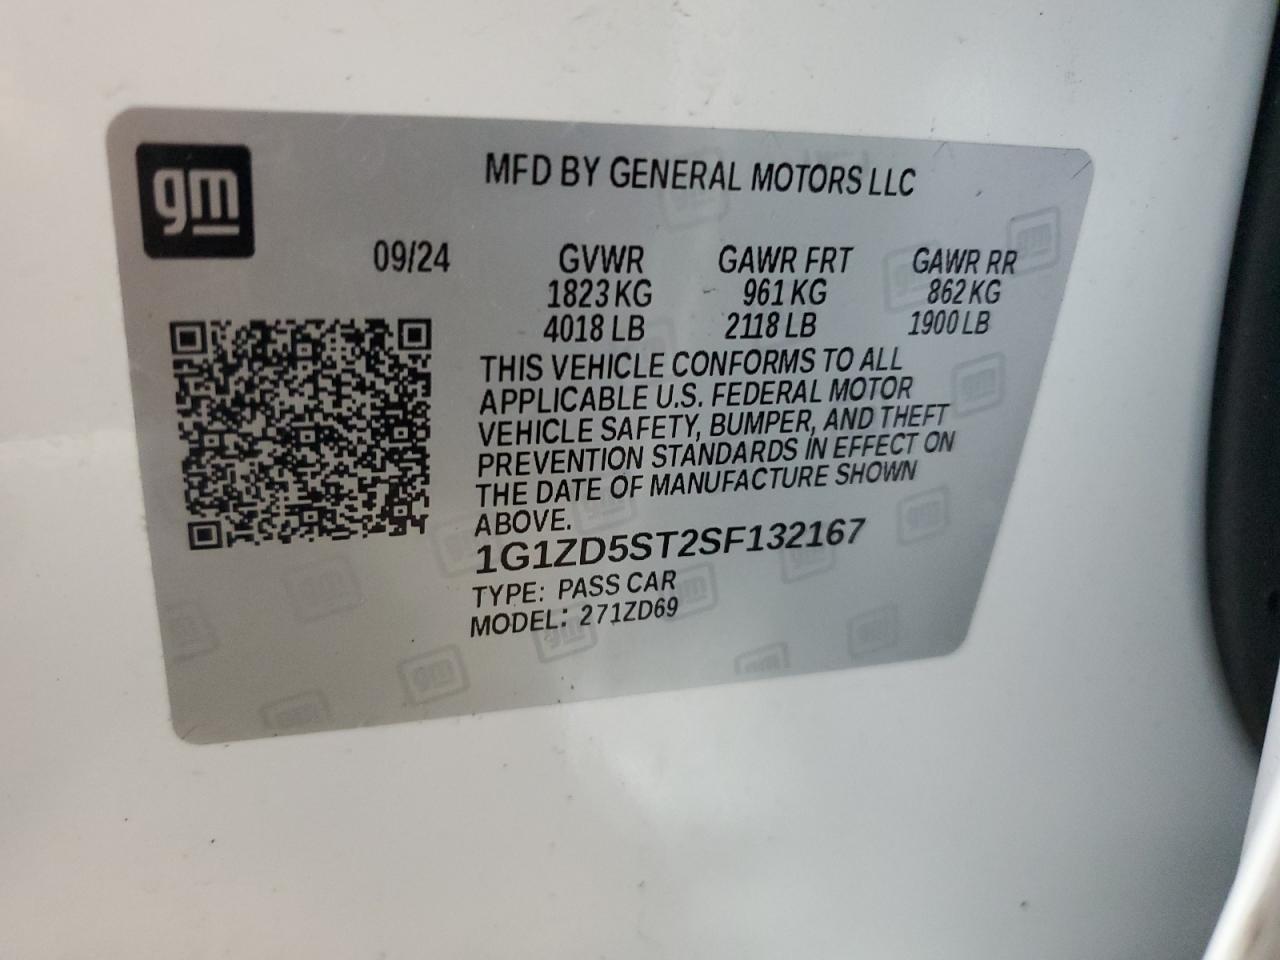 gm
MFD BY GENERAL MOTORS LLC
09/24 GVWR GAWR FRT GAWR RR
1823 KG 961 KG 862 KG
4018 LB 2118 LB 1900 LB
THIS VEHICLE CONFORMS TO ALL
APPLICABLE U.S. FEDERAL MOTOR
VEHICLE SAFETY, BUMPER, AND THEFT
PREVENTION STANDARDS IN EFFECT ON
THE DATE OF MANUFACTURE SHOWN
ABOVE.
1G1ZD5ST2SF132167
TYPE: PASS CAR
MODEL: 271ZD69